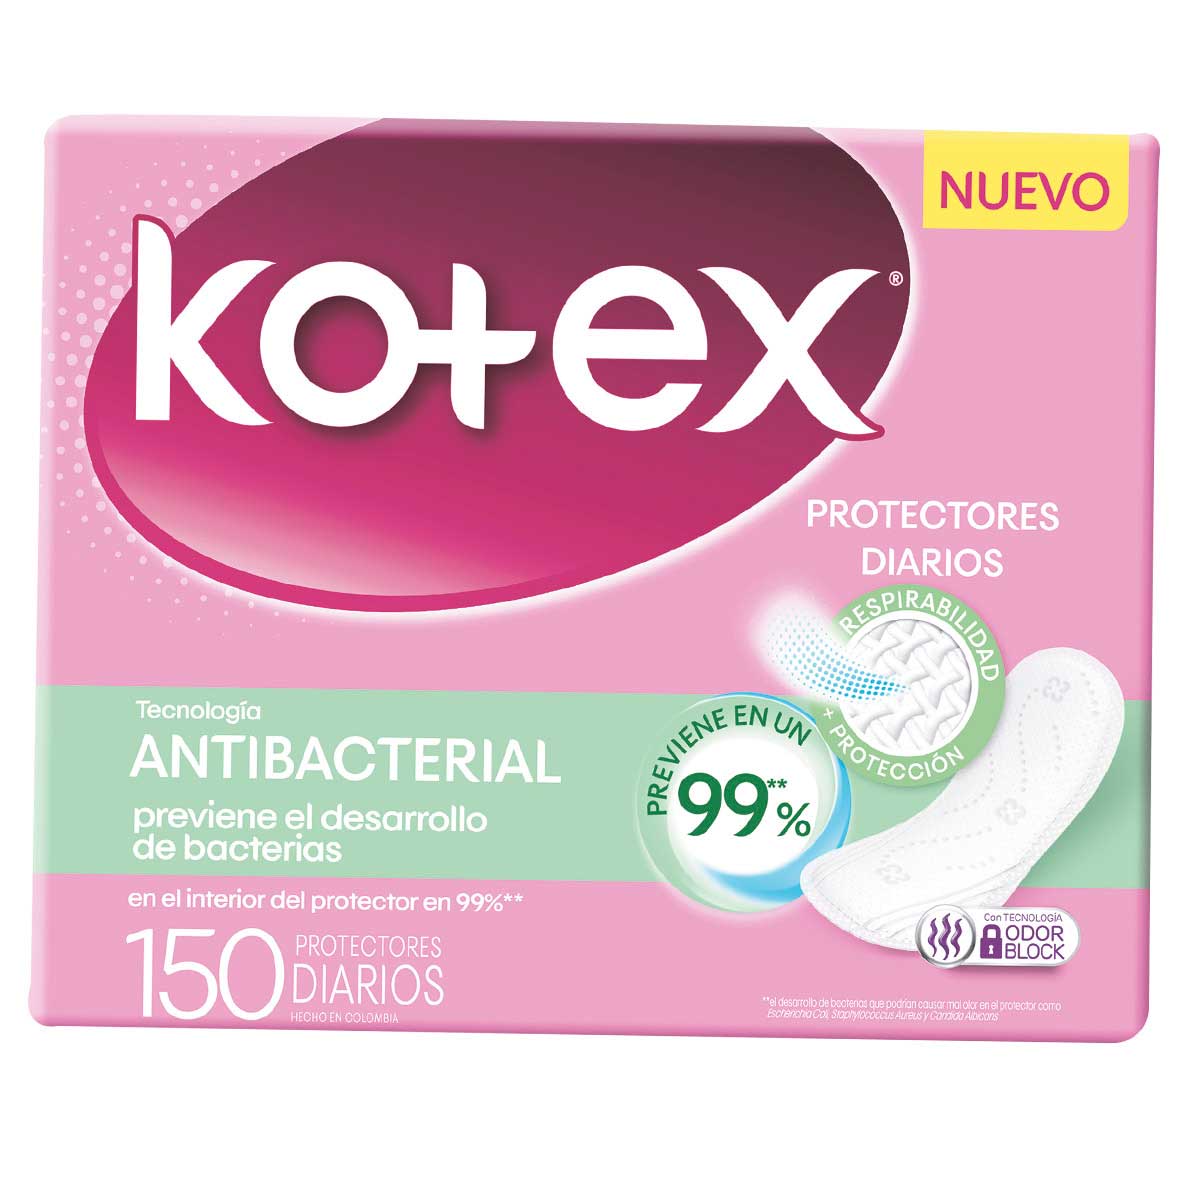 NUEVO
kotex®
PROTECTORES
DIARIOS
RESPIRABILIDAD
+ PROTECCIÓN
Tecnología
ANTIBACTERIAL
previene el desarrollo
de bacterias
en el interior del protector en 99%**
PREVIENE EN UN
99**%
150 PROTECTORES
DIARIOS
HECHO EN COLOMBIA
Con TECNOLOGÍA
ODOR
BLOCK
**el desarrollo de bacterias que podrían causar mal olor en el protector como
Escherichia Coli, Staphylococcus Aureus y Candida Albicans